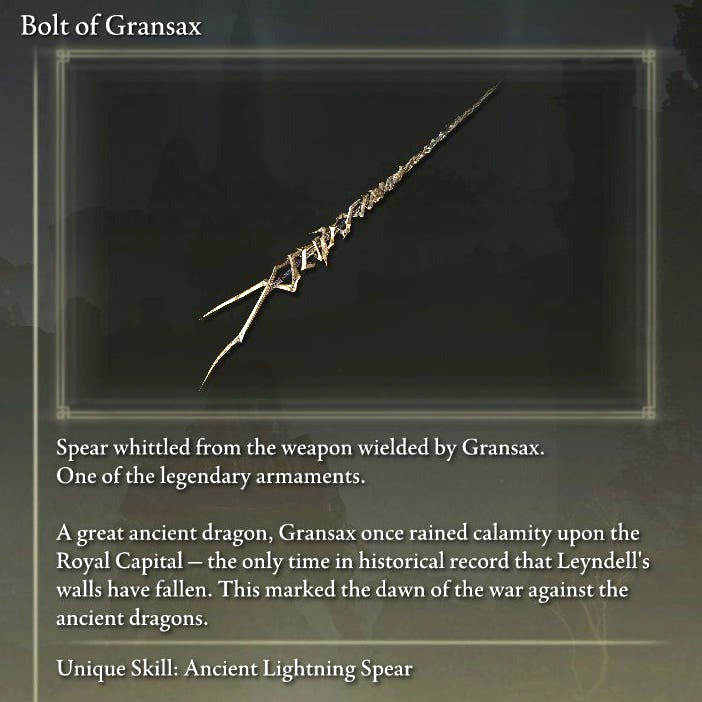 Bolt of Gransax
Spear whittled from the weapon wielded by Gransax.
One of the legendary armaments.
A great ancient dragon, Gransax once rained calamity upon the
Royal Capital – the only time in historical record that Leyndell's
walls have fallen. This marked the dawn of the war against the
ancient dragons.
Unique Skill: Ancient Lightning Spear